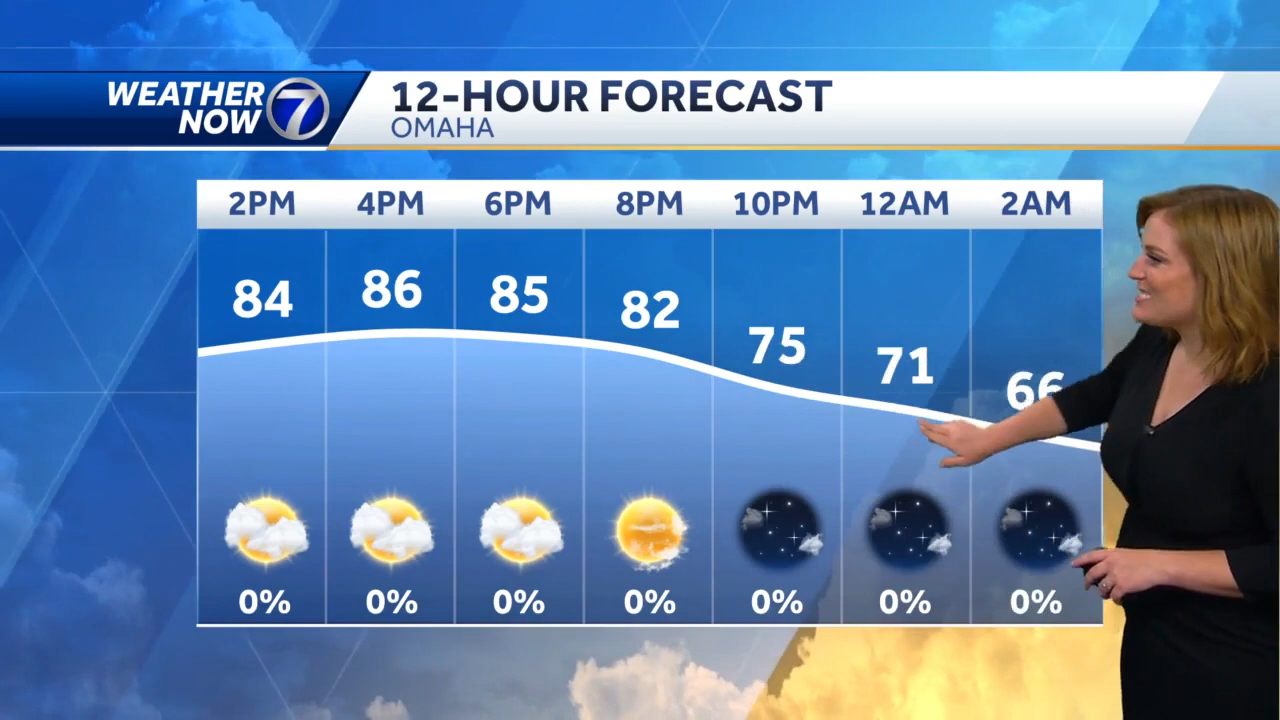 WEATHER
NOW 7
12-HOUR FORECAST
OMAHA
2PM 4PM 6PM 8PM 10PM 12AM 2AM
84 86 85 82 75 71 66
0% 0% 0% 0% 0% 0% 0%